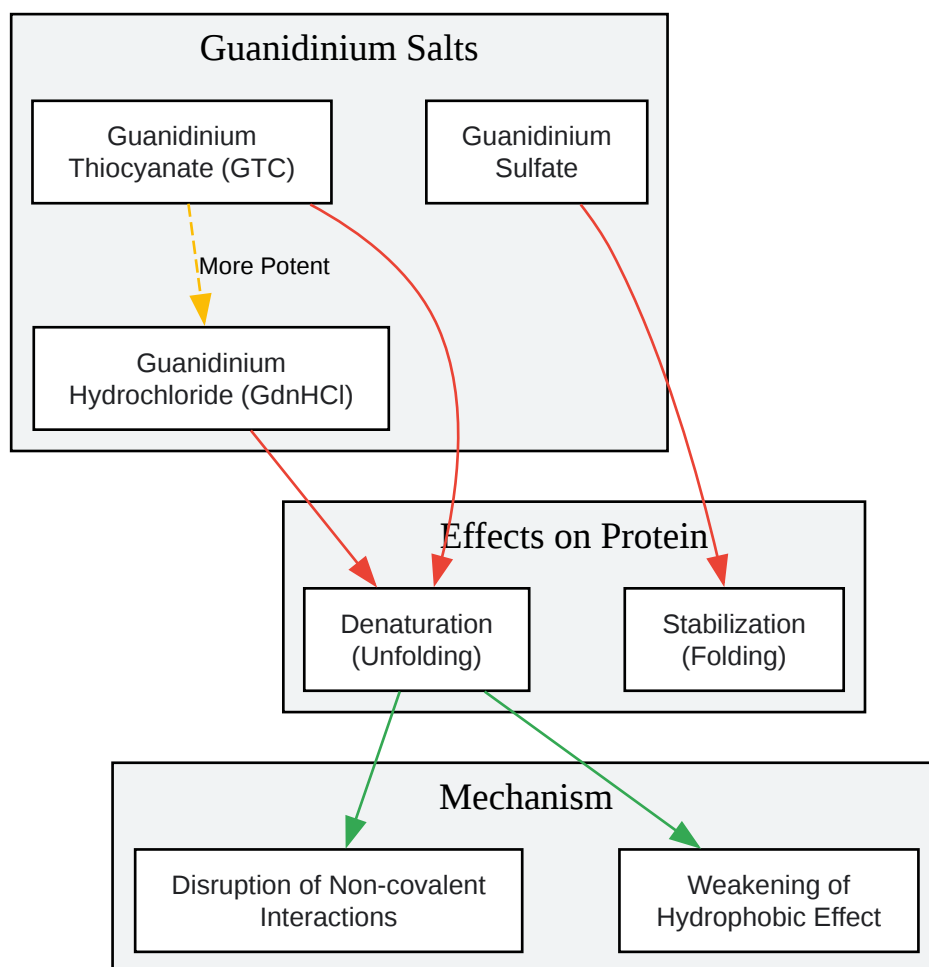 Guanidinium Salts
Guanidinium
Thiocyanate (GTC)
Guanidinium
Sulfate
More Potent
Guanidinium
Hydrochloride (GdnHCl)
Effects on Protein
Denaturation
(Unfolding)
Stabilization
(Folding)
Mechanism
Disruption of Non-covalent
Interactions
Weakening of
Hydrophobic Effect